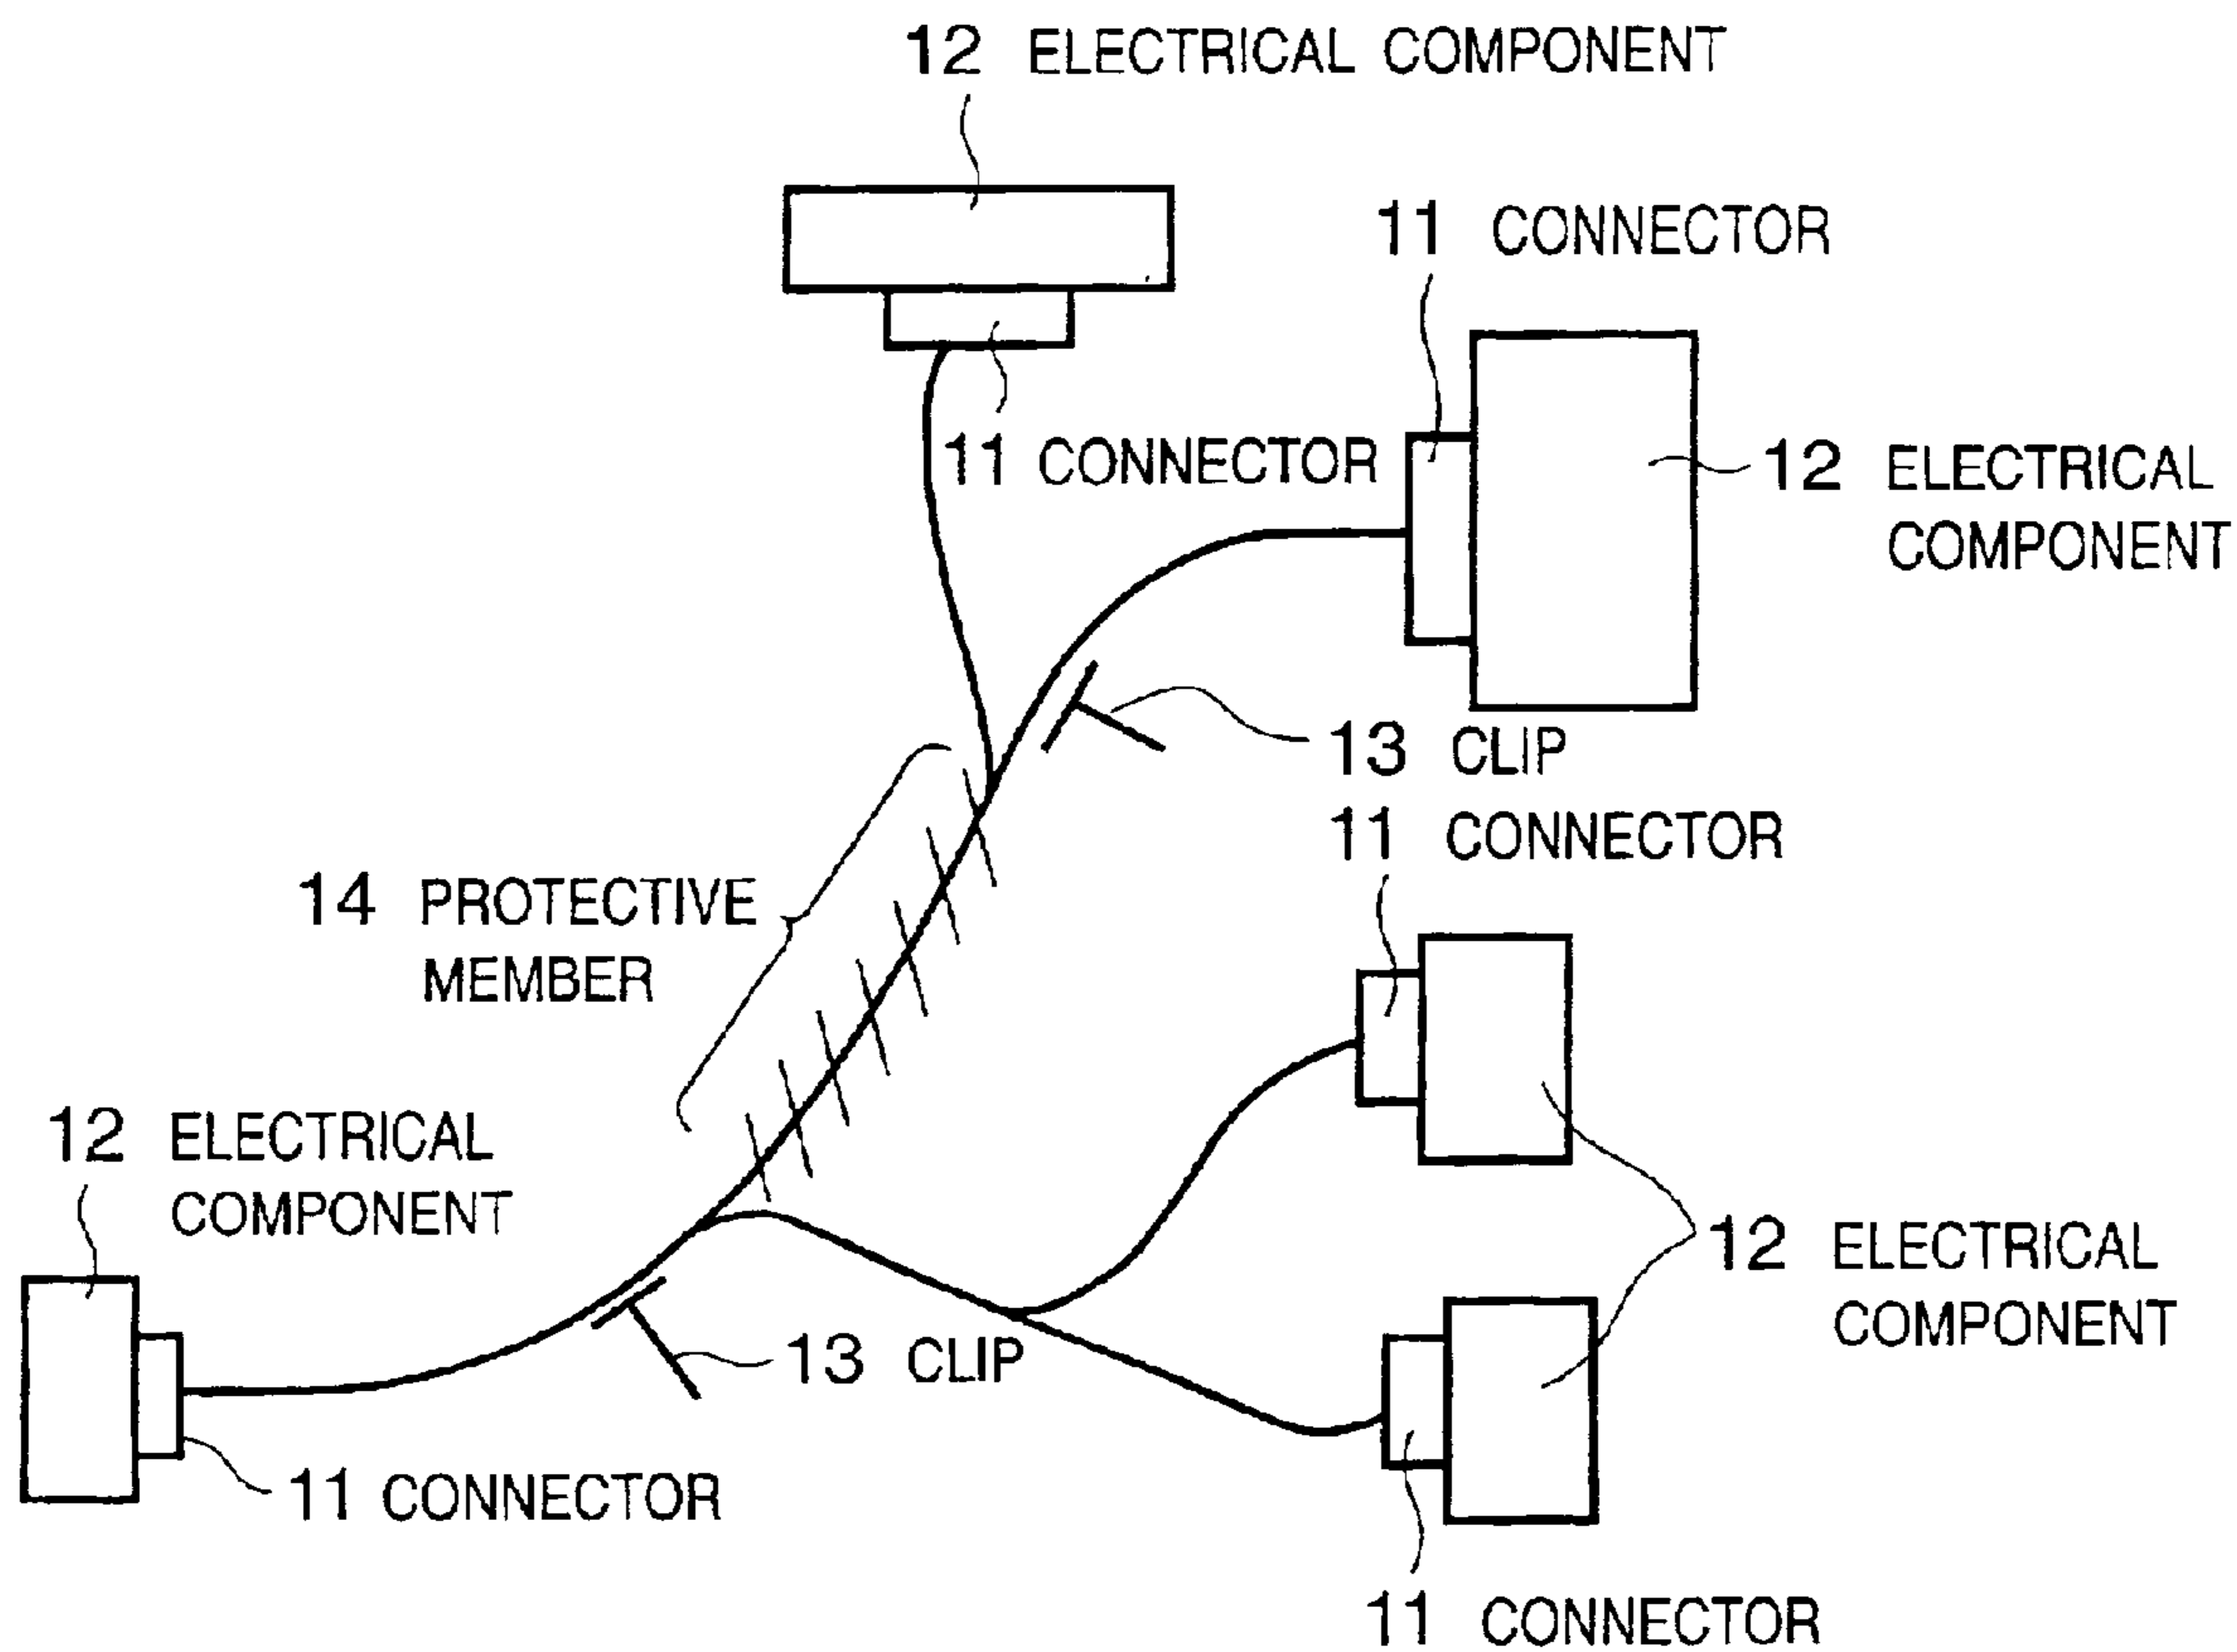 12 ELECTRICAL COMPONENT
11 CONNECTOR
11 CONNECTOR
12 ELECTRICAL
COMPONENT
13 CLIP
11 CONNECTOR
14 PROTECTIVE
MEMBER
12 ELECTRICAL
COMPONENT
12 ELECTRICAL
COMPONENT
13 CLIP
11 CONNECTOR
11 CONNECTOR